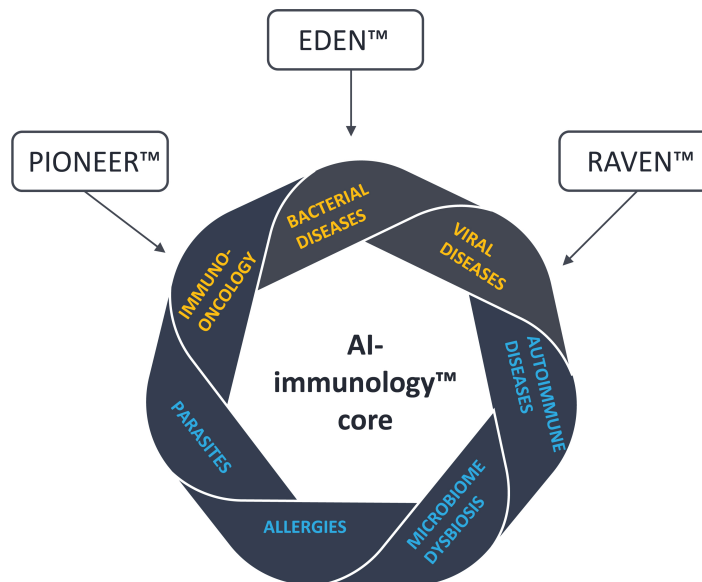 EDEN™
PIONEER™
RAVEN™
BACTERIAL
DISEASES
VIRAL
DISEASES
IMMUNO-
ONCOLOGY
AI-
immunology™
core
AUTOIMMUNE
DISEASES
PARASITES
MICROBIOME
DYSBIOSIS
ALLERGIES